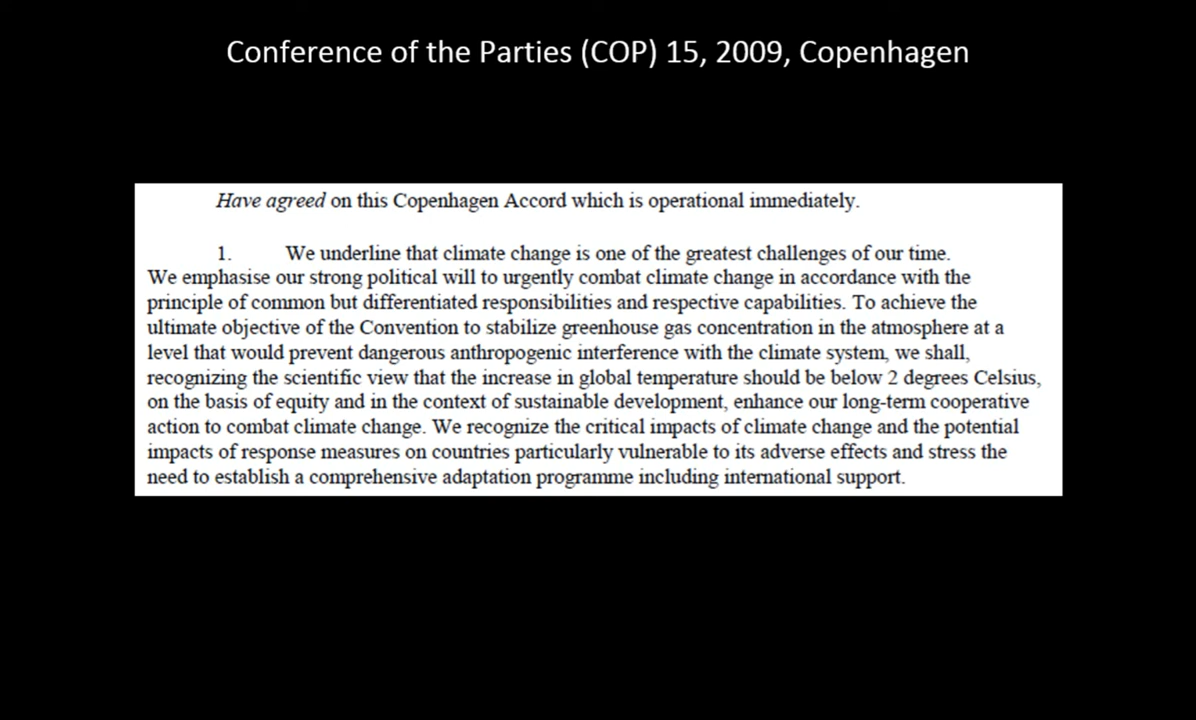 Conference of the Parties (COP) 15, 2009, Copenhagen
Have agreed on this Copenhagen Accord which is operational immediately.
1. We underline that climate change is one of the greatest challenges of our time.
We emphasise our strong political will to urgently combat climate change in accordance with the
principle of common but differentiated responsibilities and respective capabilities. To achieve the
ultimate objective of the Convention to stabilize greenhouse gas concentration in the atmosphere at a
level that would prevent dangerous anthropogenic interference with the climate system, we shall,
recognizing the scientific view that the increase in global temperature should be below 2 degrees Celsius,
on the basis of equity and in the context of sustainable development, enhance our long-term cooperative
action to combat climate change. We recognize the critical impacts of climate change and the potential
impacts of response measures on countries particularly vulnerable to its adverse effects and stress the
need to establish a comprehensive adaptation programme including international support.